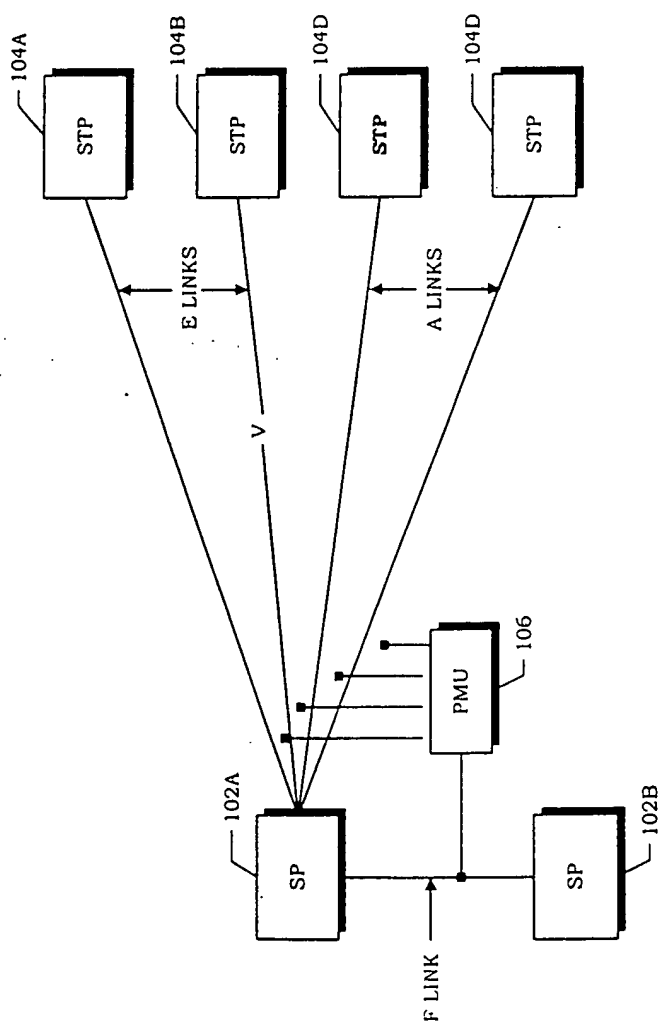 104A
STP
104B
STP
E LINKS
V
104D
STP
104D
STP
A LINKS
106
PMU
102A
SP
F LINK
102B
SP